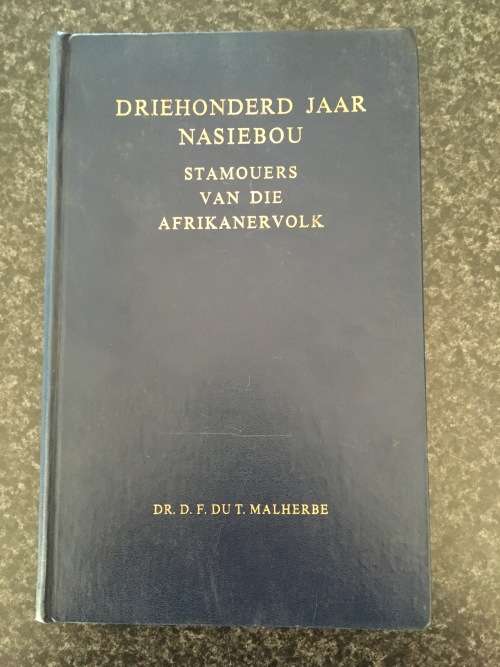 DRIEHONDERD JAAR
NASIEBOU
STAMOUERS
VAN DIE
AFRIKANERVOLK
DR. D. F. DU T. MALHERBE